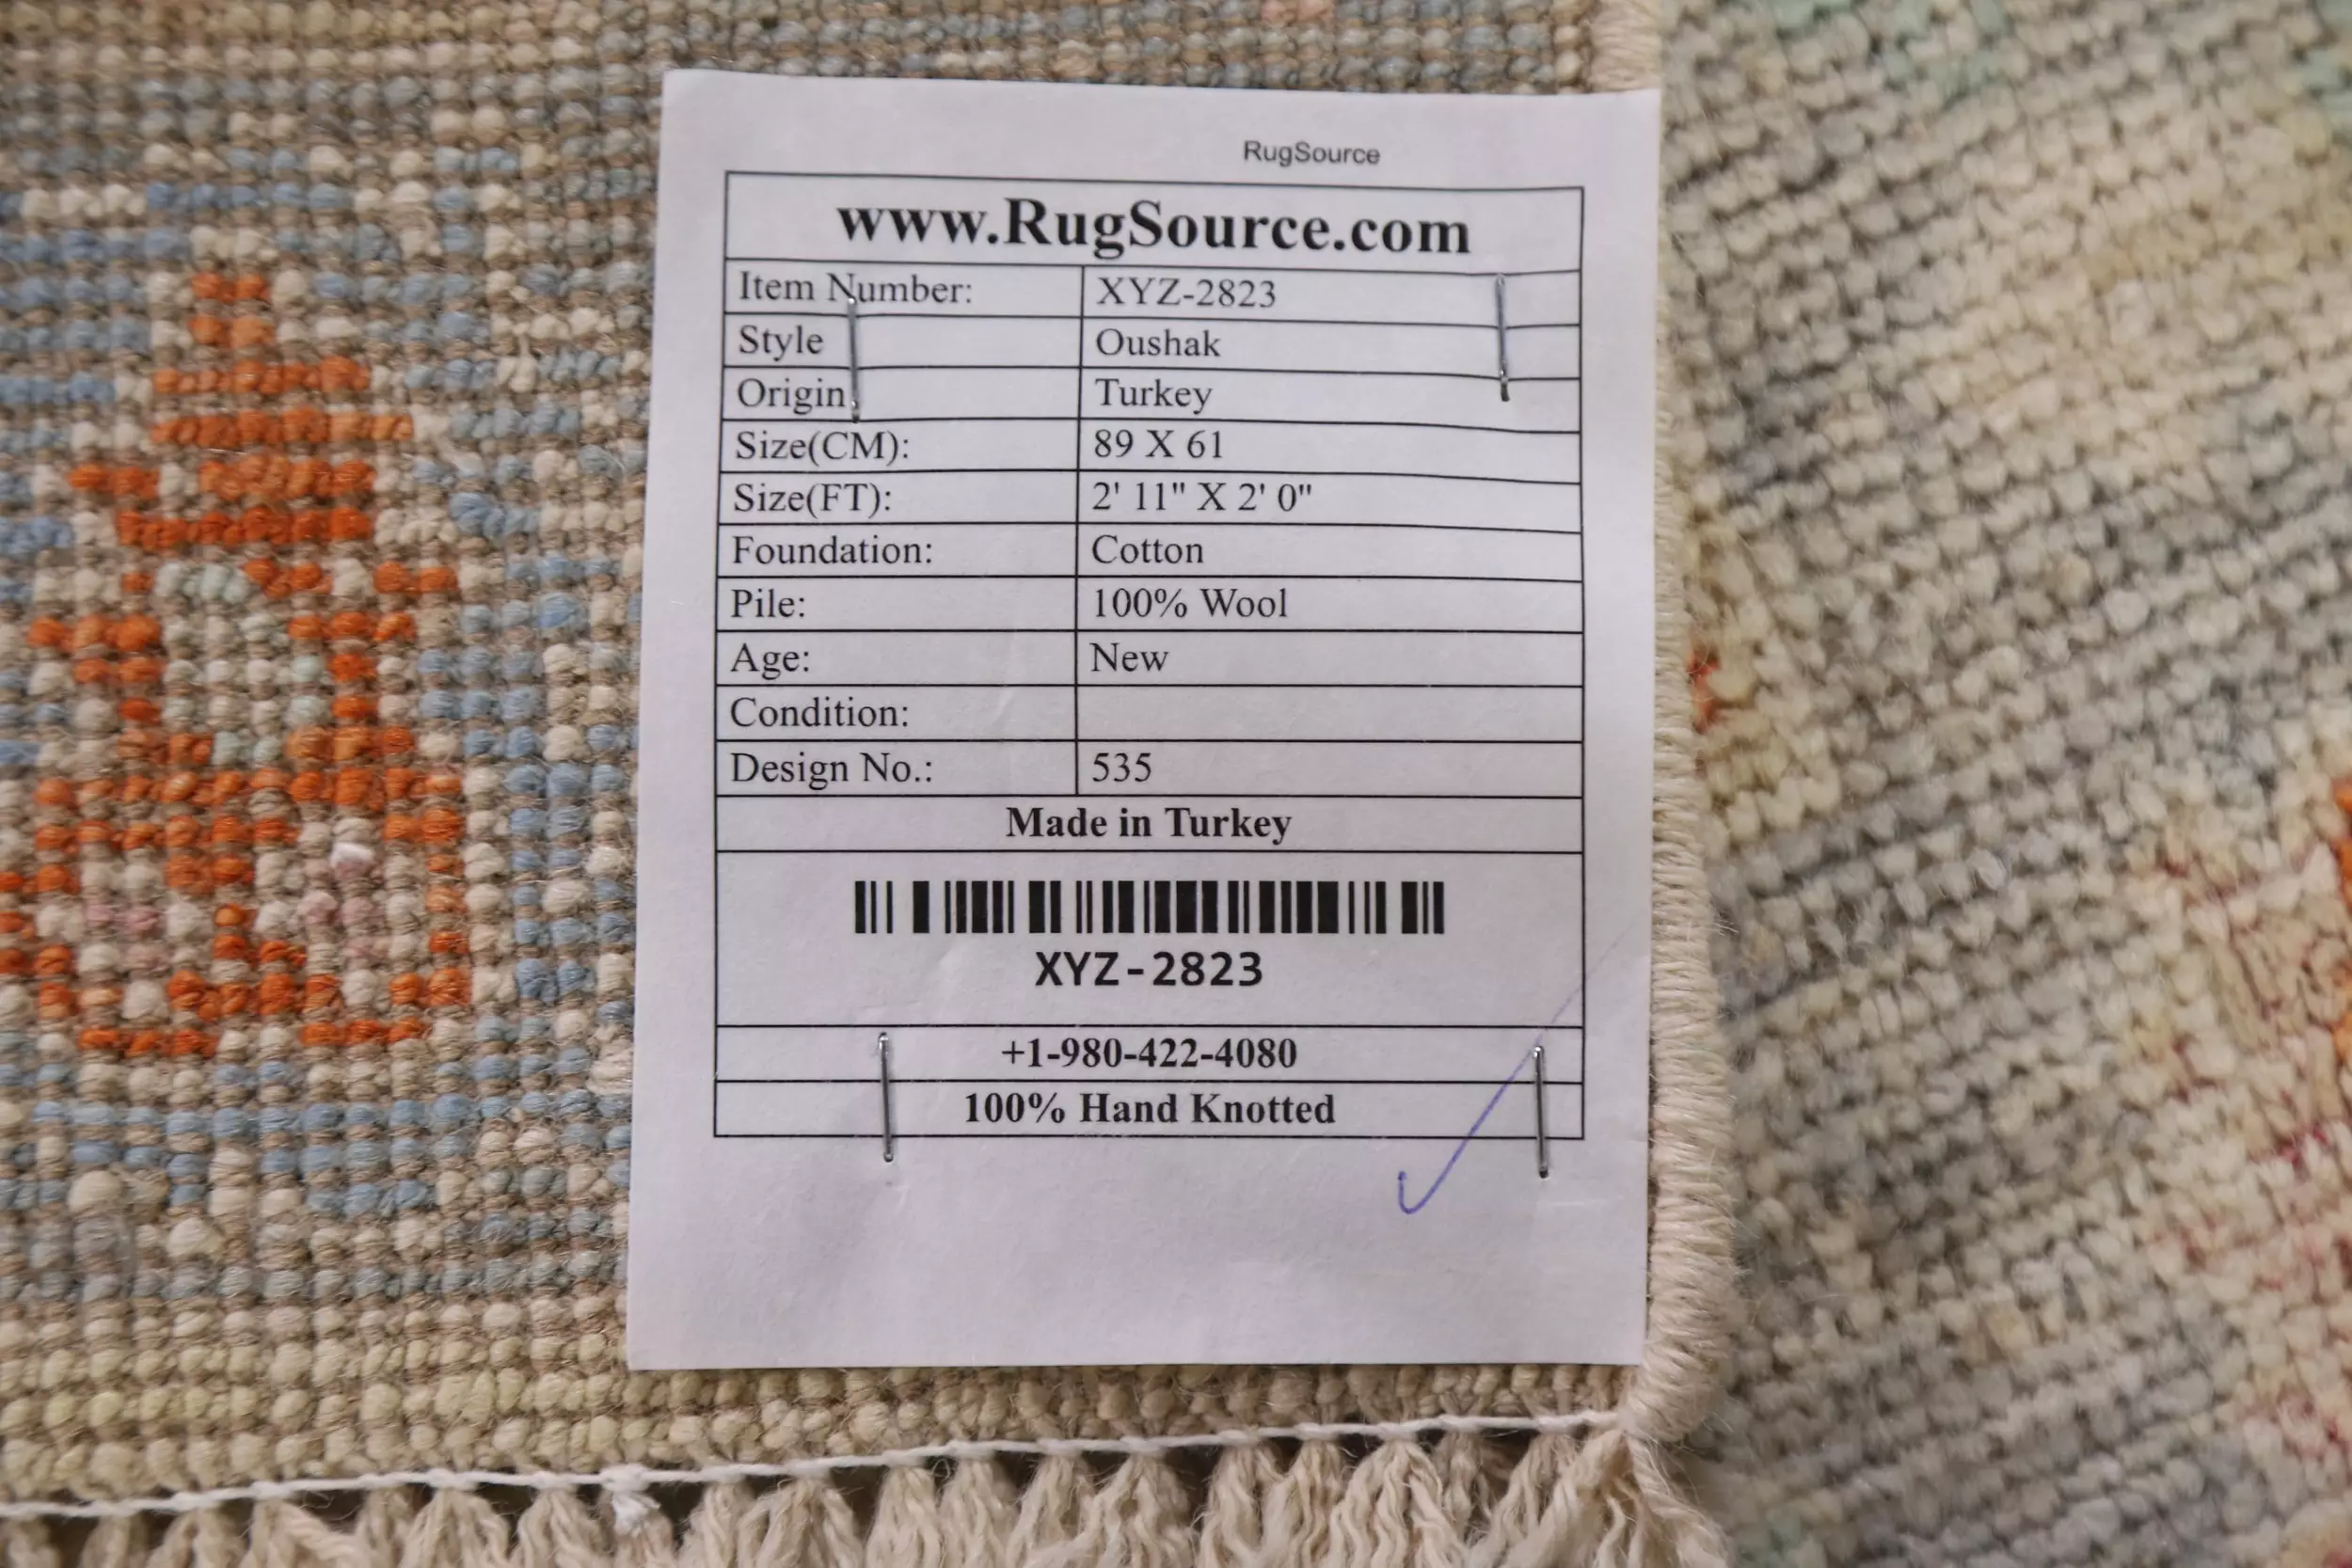 RugSource
www.RugSource.com
Item Number: XYZ-2823
Style Oushak
Origin Turkey
Size(CM): 89 X 61
Size(FT): 2' 11" X 2' 0"
Foundation: Cotton
Pile: 100% Wool
Age: New
Condition:
Design No.: 535
Made in Turkey
XYZ-2823
+1-980-422-4080
100% Hand Knotted